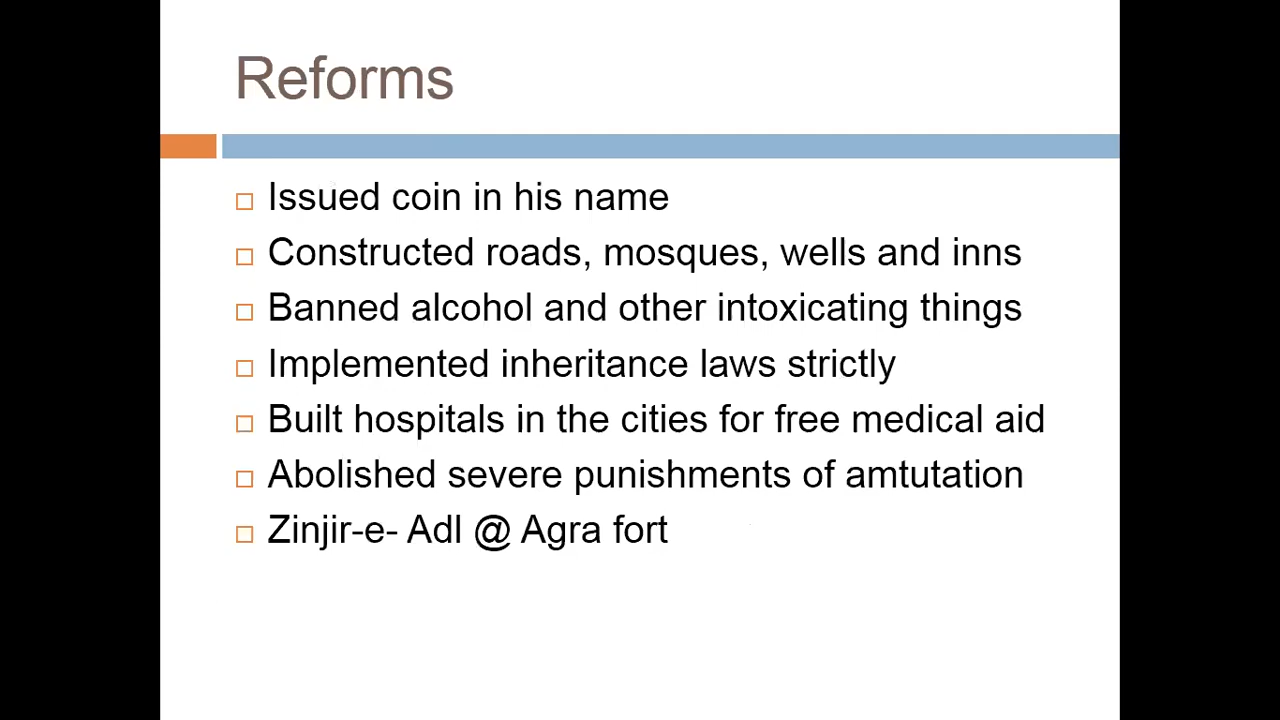 Reforms
Issued coin in his name
Constructed roads, mosques, wells and inns
Banned alcohol and other intoxicating things
Implemented inheritance laws strictly
Built hospitals in the cities for free medical aid
Abolished severe punishments of amtutation
Zinjir-e- Adl @ Agra fort